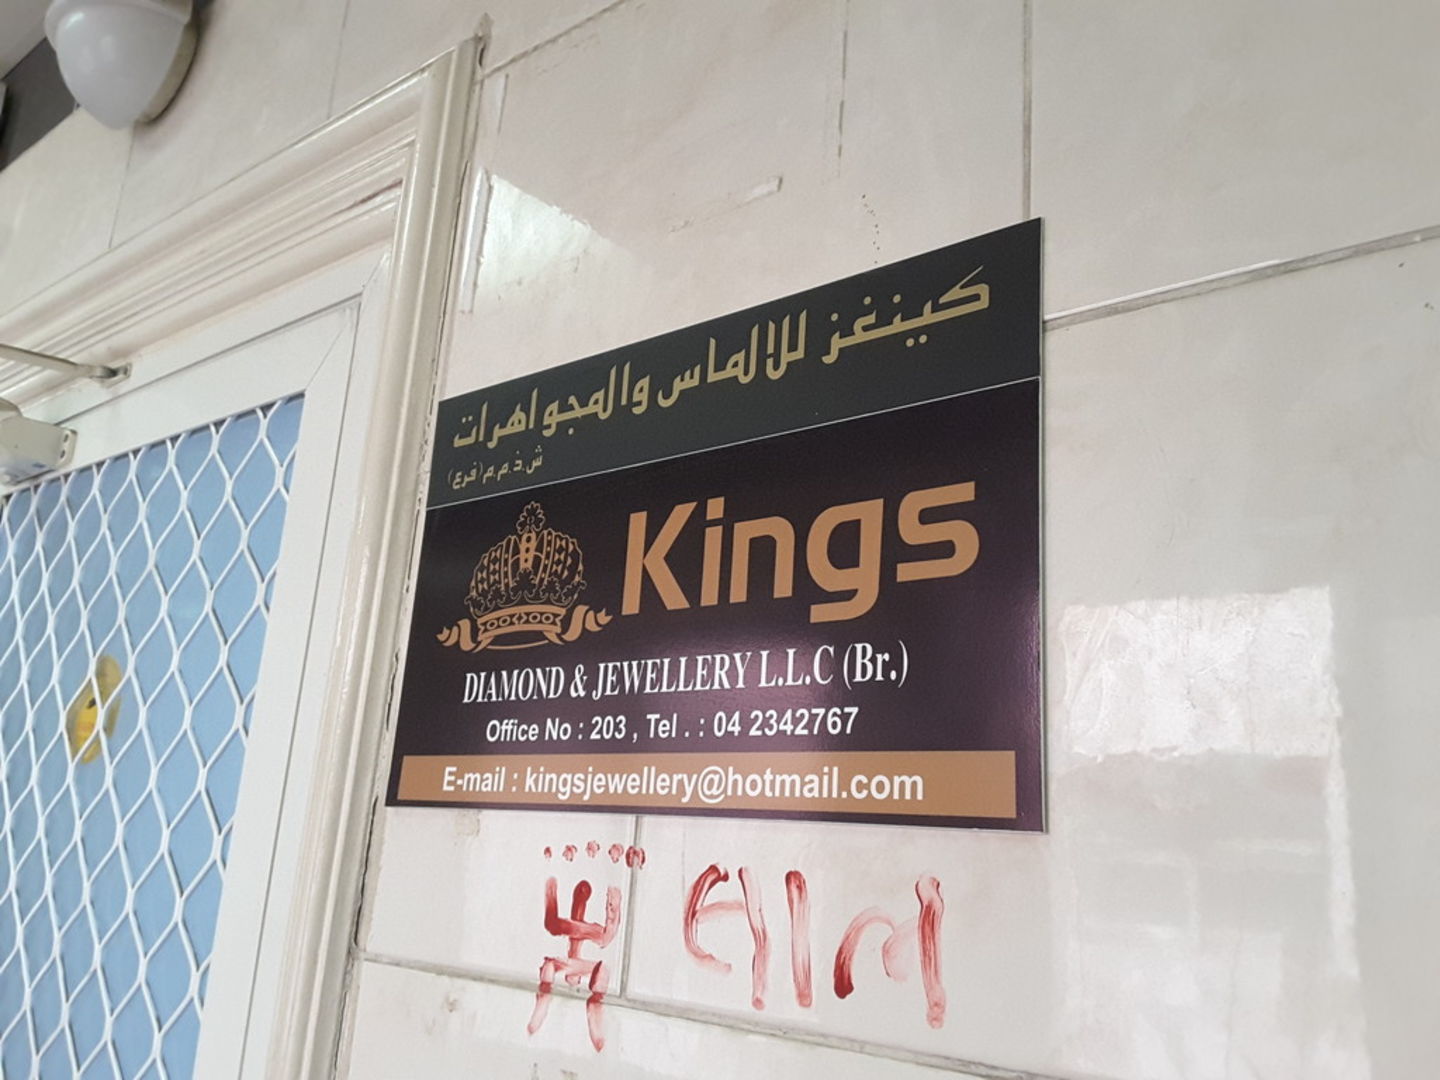 كينغز للالماس والمجواهرات
ش.ذ.م.م (فرع)
Kings
DIAMOND & JEWELLERY L.L.C (Br.)
Office No : 203 , Tel . : 04 2342767
E-mail : kingsjewellery@hotmail.com
લાભ